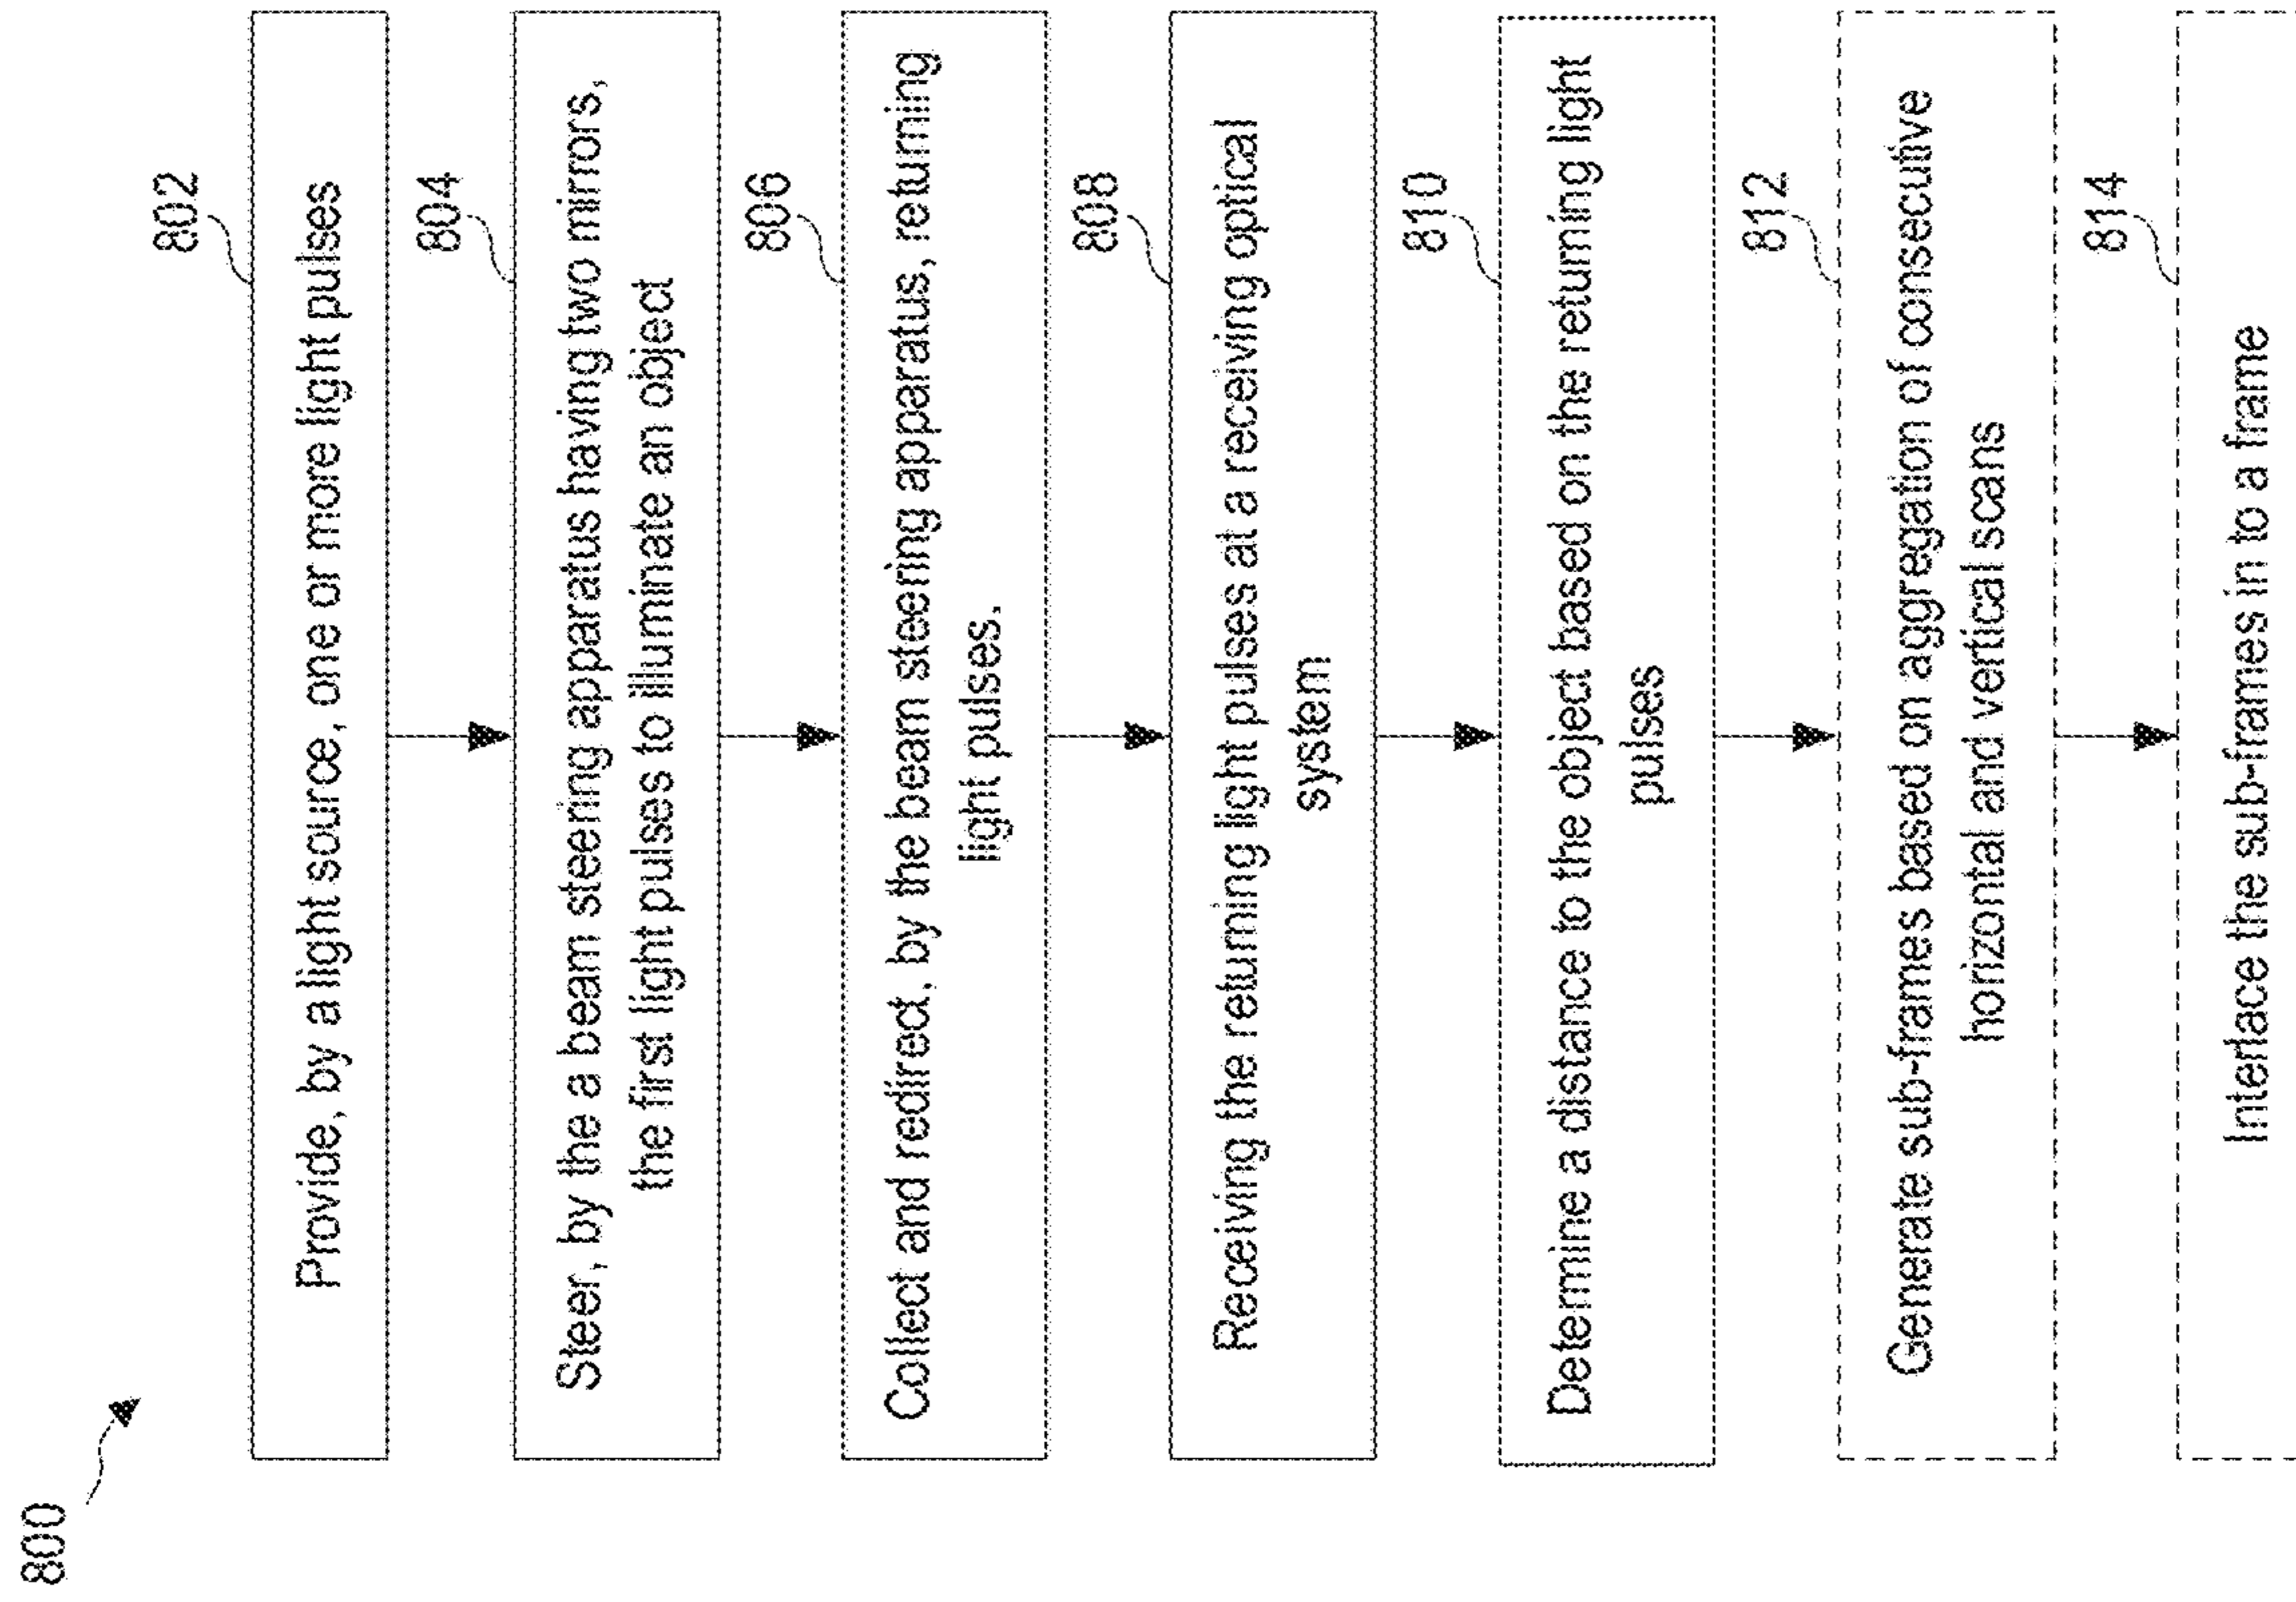 800
802
Provide, by a light source, one or more light pulses
804
Steer, by the a beam steering apparatus having two mirrors,
the first light pulses to illuminate an object
806
Collect and redirect, by the beam steering apparatus, returning
light pulses.
808
Receiving the returning light pulses at a receiving optical
system
810
Determine a distance to the object based on the returning light
pulses
812
Generate sub-frames based on aggregation of consecutive
horizontal and vertical scans
814
Interlace the sub-frames in to a frame